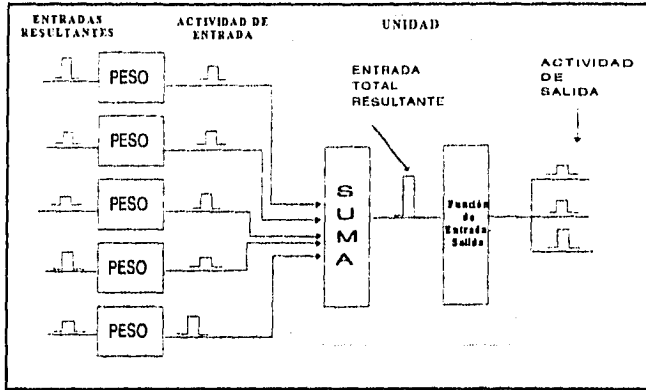 ENTRADAS
RESULTANTES
ACTIVIDAD DE
ENTRADA
UNIDAD
ENTRADA
TOTAL
RESULTANTE
ACTIVIDAD
DE
SALIDA
PESO
PESO
PESO
PESO
PESO
SUMA
Función
de
Entrada
Salida